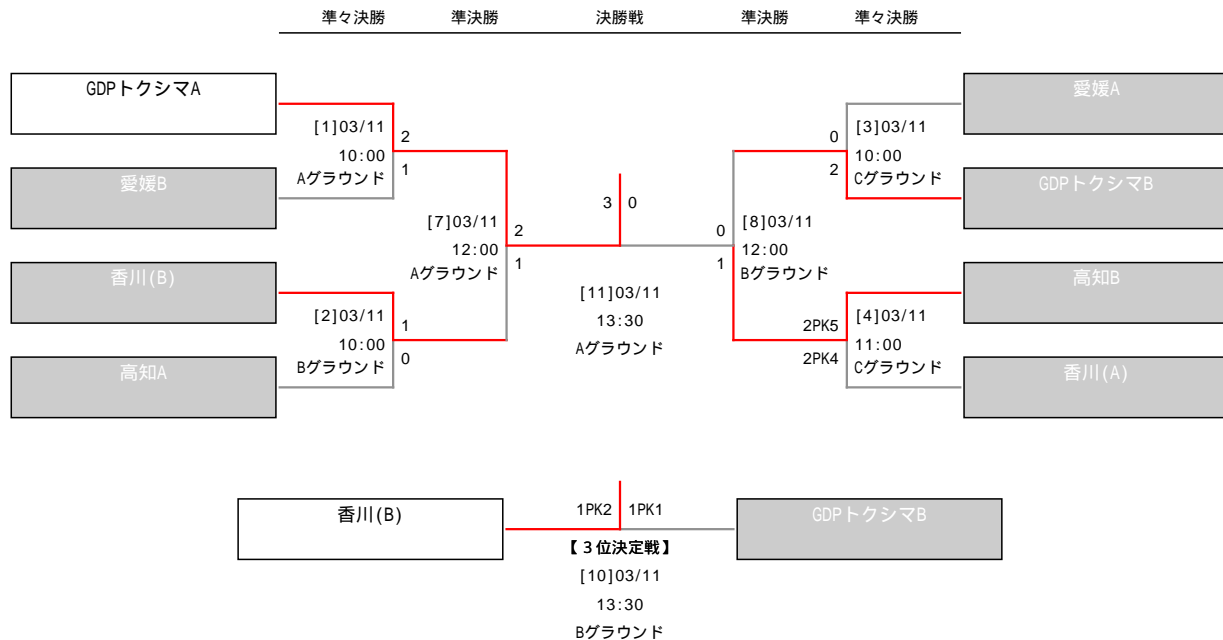 準々決勝
準決勝
決勝戦
準決勝
準々決勝
GDPトクシマA
愛媛B
香川(B)
高知A
[1]03/11
10:00
Aグラウンド
2
1
[2]03/11
10:00
Bグラウンド
1
0
[7]03/11
12:00
Aグラウンド
2
1
3
0
[11]03/11
13:30
Aグラウンド
0
1
[8]03/11
12:00
Bグラウンド
0
2
[3]03/11
10:00
Cグラウンド
2PK5
2PK4
[4]03/11
11:00
Cグラウンド
愛媛A
GDPトクシマB
高知B
香川(A)
香川(B)
1PK2
1PK1
GDPトクシマB
【３位決定戦】
[10]03/11
13:30
Bグラウンド